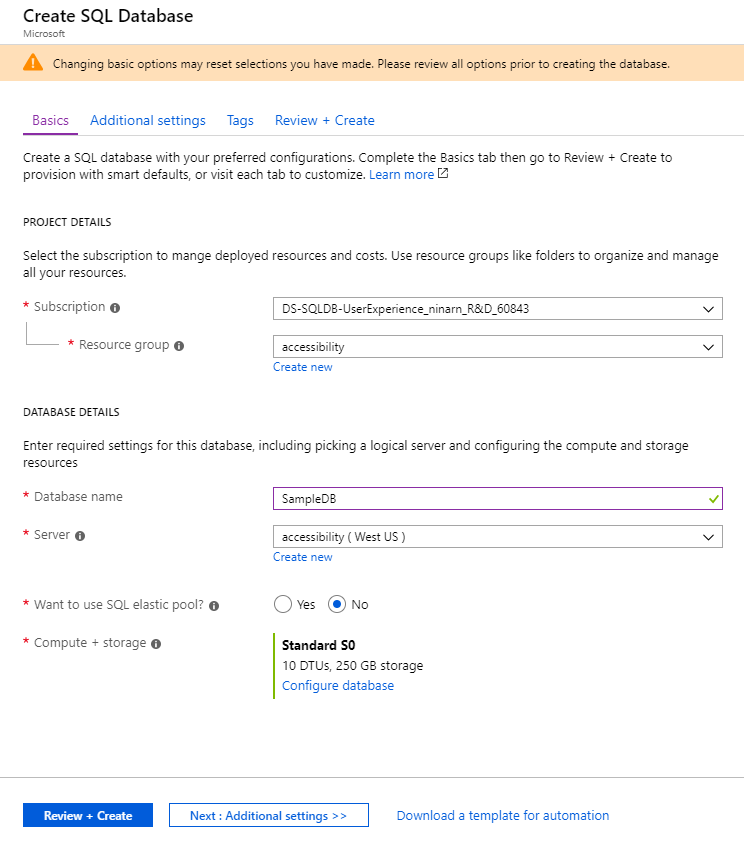 Create SQL Database
Microsoft
Changing basic options may reset selections you have made. Please review all options prior to creating the database.
Basics
Additional settings
Tags
Review + Create
Create a SQL database with your preferred configurations. Complete the Basics tab then go to Review + Create to
provision with smart defaults, or visit each tab to customize. Learn more
PROJECT DETAILS
Select the subscription to mange deployed resources and costs. Use resource groups like folders to organize and manage
all your resources.
* Subscription
DS-SQLDB-UserExperience_ninarn_R&D_60843
* Resource group
accessibility
Create new
DATABASE DETAILS
Enter required settings for this database, including picking a logical server and configuring the compute and storage
resources
* Database name
SampleDB
* Server
accessibility ( West US )
Create new
* Want to use SQL elastic pool?
Yes
No
* Compute + storage
Standard S0
10 DTUs, 250 GB storage
Configure database
Review + Create
Next : Additional settings >>
Download a template for automation